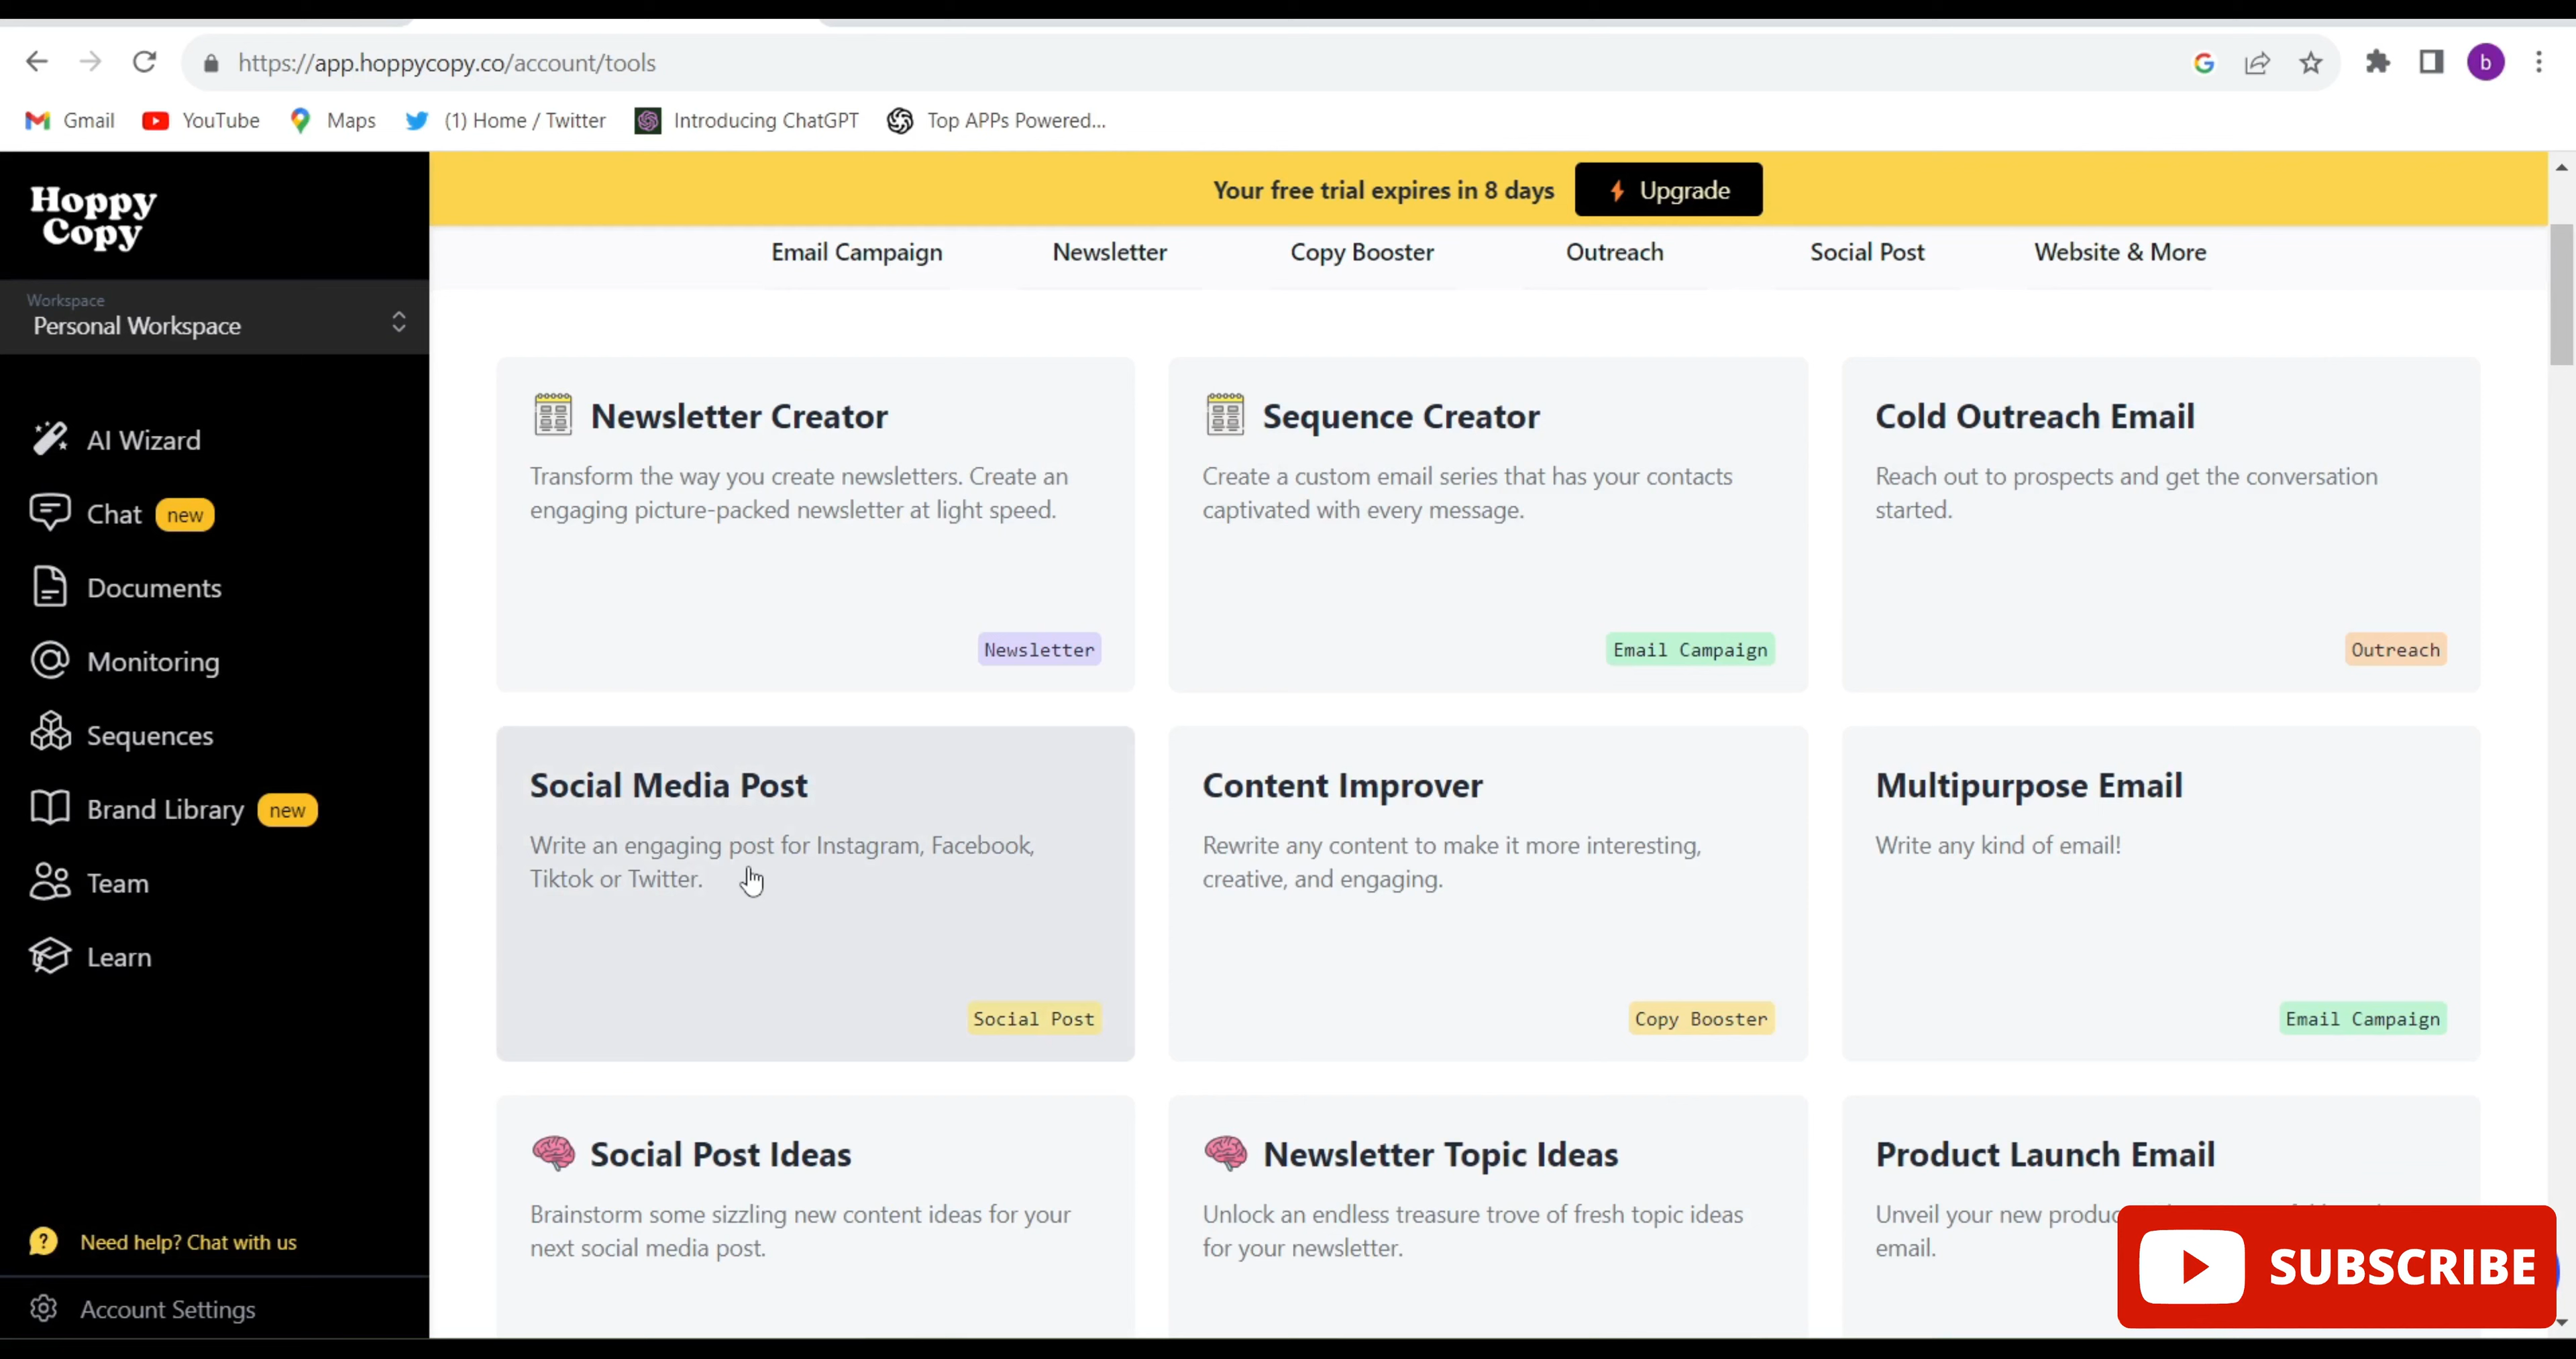 https://app.hoppycopy.co/account/tools
b
Gmail
YouTube
Maps
(1) Home / Twitter
Introducing ChatGPT
Top APPs Powered...
Hoppy
Copy
Workspace
Personal Workspace
AI Wizard
Chat new
Documents
Monitoring
Sequences
Brand Library new
Team
Learn
? Need help? Chat with us
Account Settings
Your free trial expires in 8 days
Upgrade
Email Campaign
Newsletter
Copy Booster
Outreach
Social Post
Website & More
Newsletter Creator
Transform the way you create newsletters. Create an
engaging picture-packed newsletter at light speed.
Newsletter
Sequence Creator
Create a custom email series that has your contacts
captivated with every message.
Email Campaign
Cold Outreach Email
Reach out to prospects and get the conversation
started.
Outreach
Social Media Post
Write an engaging post for Instagram, Facebook,
Tiktok or Twitter.
Social Post
Content Improver
Rewrite any content to make it more interesting,
creative, and engaging.
Copy Booster
Multipurpose Email
Write any kind of email!
Email Campaign
Social Post Ideas
Brainstorm some sizzling new content ideas for your
next social media post.
Newsletter Topic Ideas
Unlock an endless treasure trove of fresh topic ideas
for your newsletter.
Product Launch Email
Unveil your new
email.
SUBSCRIBE